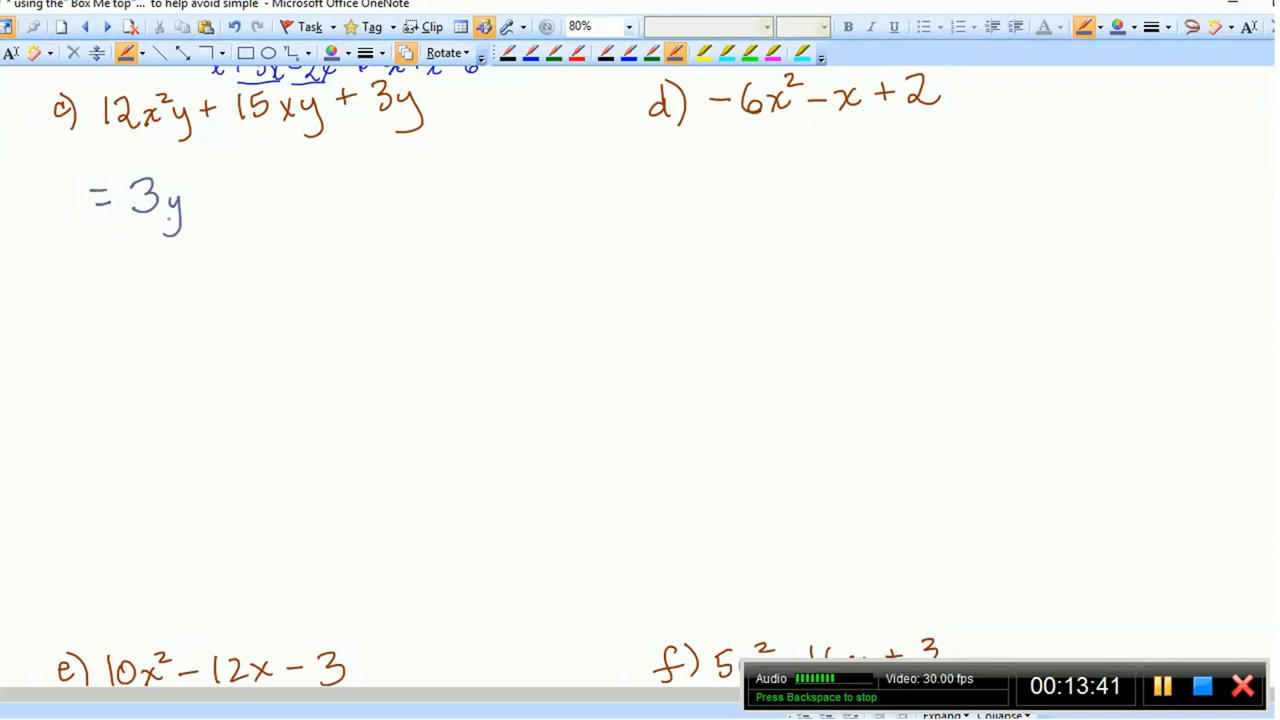 * using the" Box Me top"... to help avoid simple - Microsoft Office OneNote
Task Tag Clip 80% B I U A
Rotate
c) 12x²y + 15xy + 3y
d) -6x² - x + 2
= 3y
e) 10x² - 12x - 3
f) 5
Audio Video: 30.00 fps 00:13:41
Press Backspace to stop
Expand Collapse